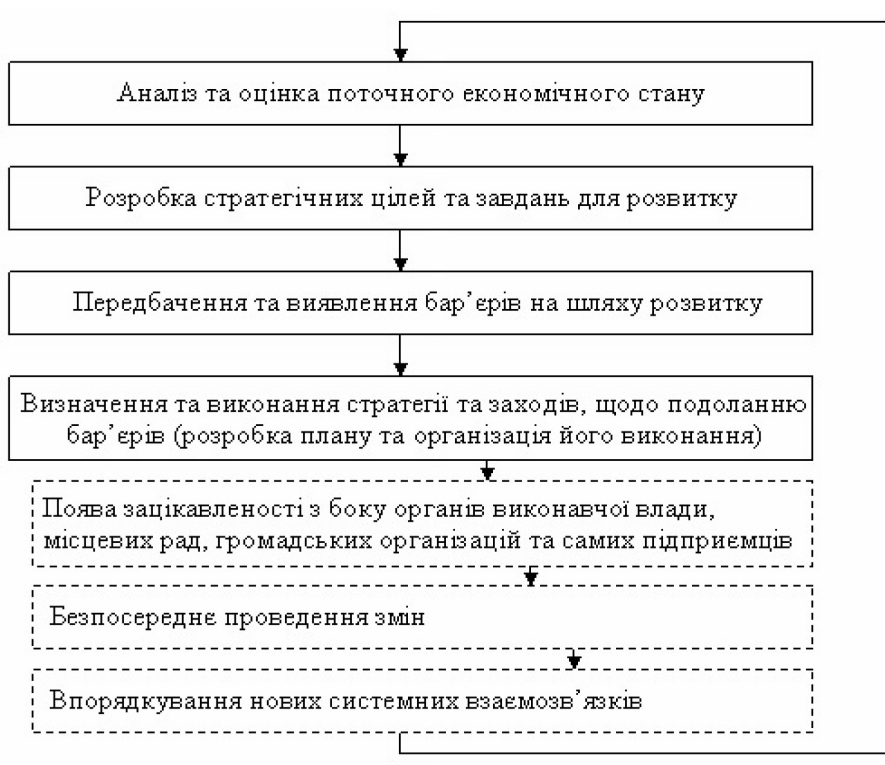 Аналіз та оцінка поточного економічного стану
Розробка стратегічних цілей та завдань для розвитку
Передбачення та виявлення бар’єрів на шляху розвитку
Визначення та виконання стратегії та заходів, щодо подоланню
бар’єрів (розробка плану та організація його виконання)
Поява зацікавленості з боку органів виконавчої влади,
місцевих рад, громадських організацій та самих підприємців
Безпосереднє проведення змін
Впорядкування нових системних взаємозв’язків